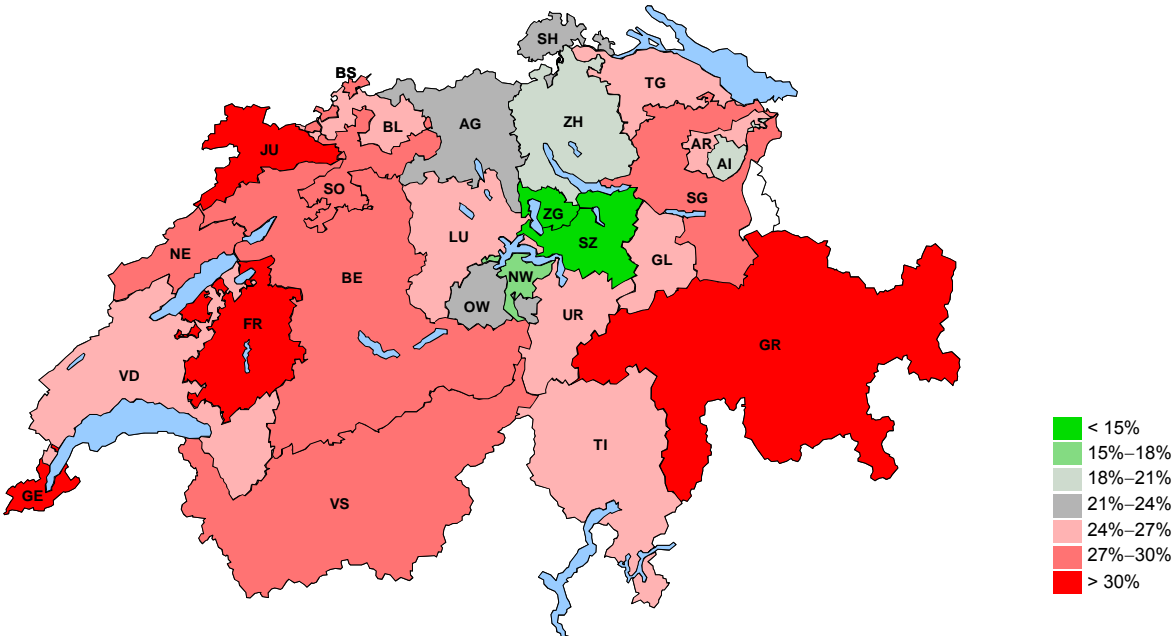 SH
BS
TG
AG
ZH
BL
AR
JU
AI
SO
SG
ZG
LU
SZ
NE
GL
BE
NW
OW
UR
FR
GR
VD
TI
GE
VS
< 15%
15%–18%
18%–21%
21%–24%
24%–27%
27%–30%
> 30%